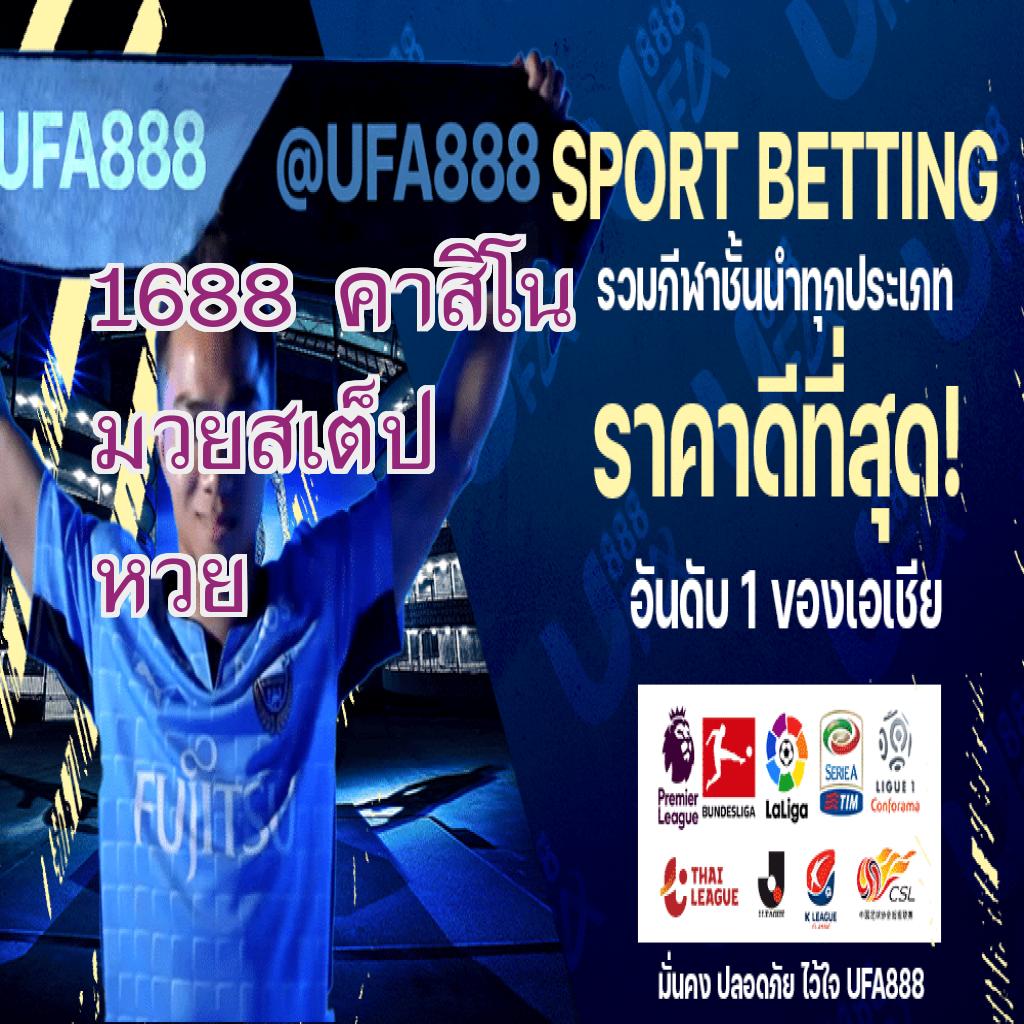 UFA888
@UFA888
SPORT BETTING
รวมกีฬาชั้นนำทุกประเภท
ราคาดีที่สุด!
อันดับ 1 ของเอเชีย
1688 คาสิโน
มวยสเต็ป
หวย
FUJITSU
Premier
League
BUNDESLIGA
LaLiga
SERIE A
TIM
LIGUE 1
Conforama
THAI
LEAGUE
J.LEAGUE
K LEAGUE
CSL
มั่นคง ปลอดภัย ไว้ใจ UFA888